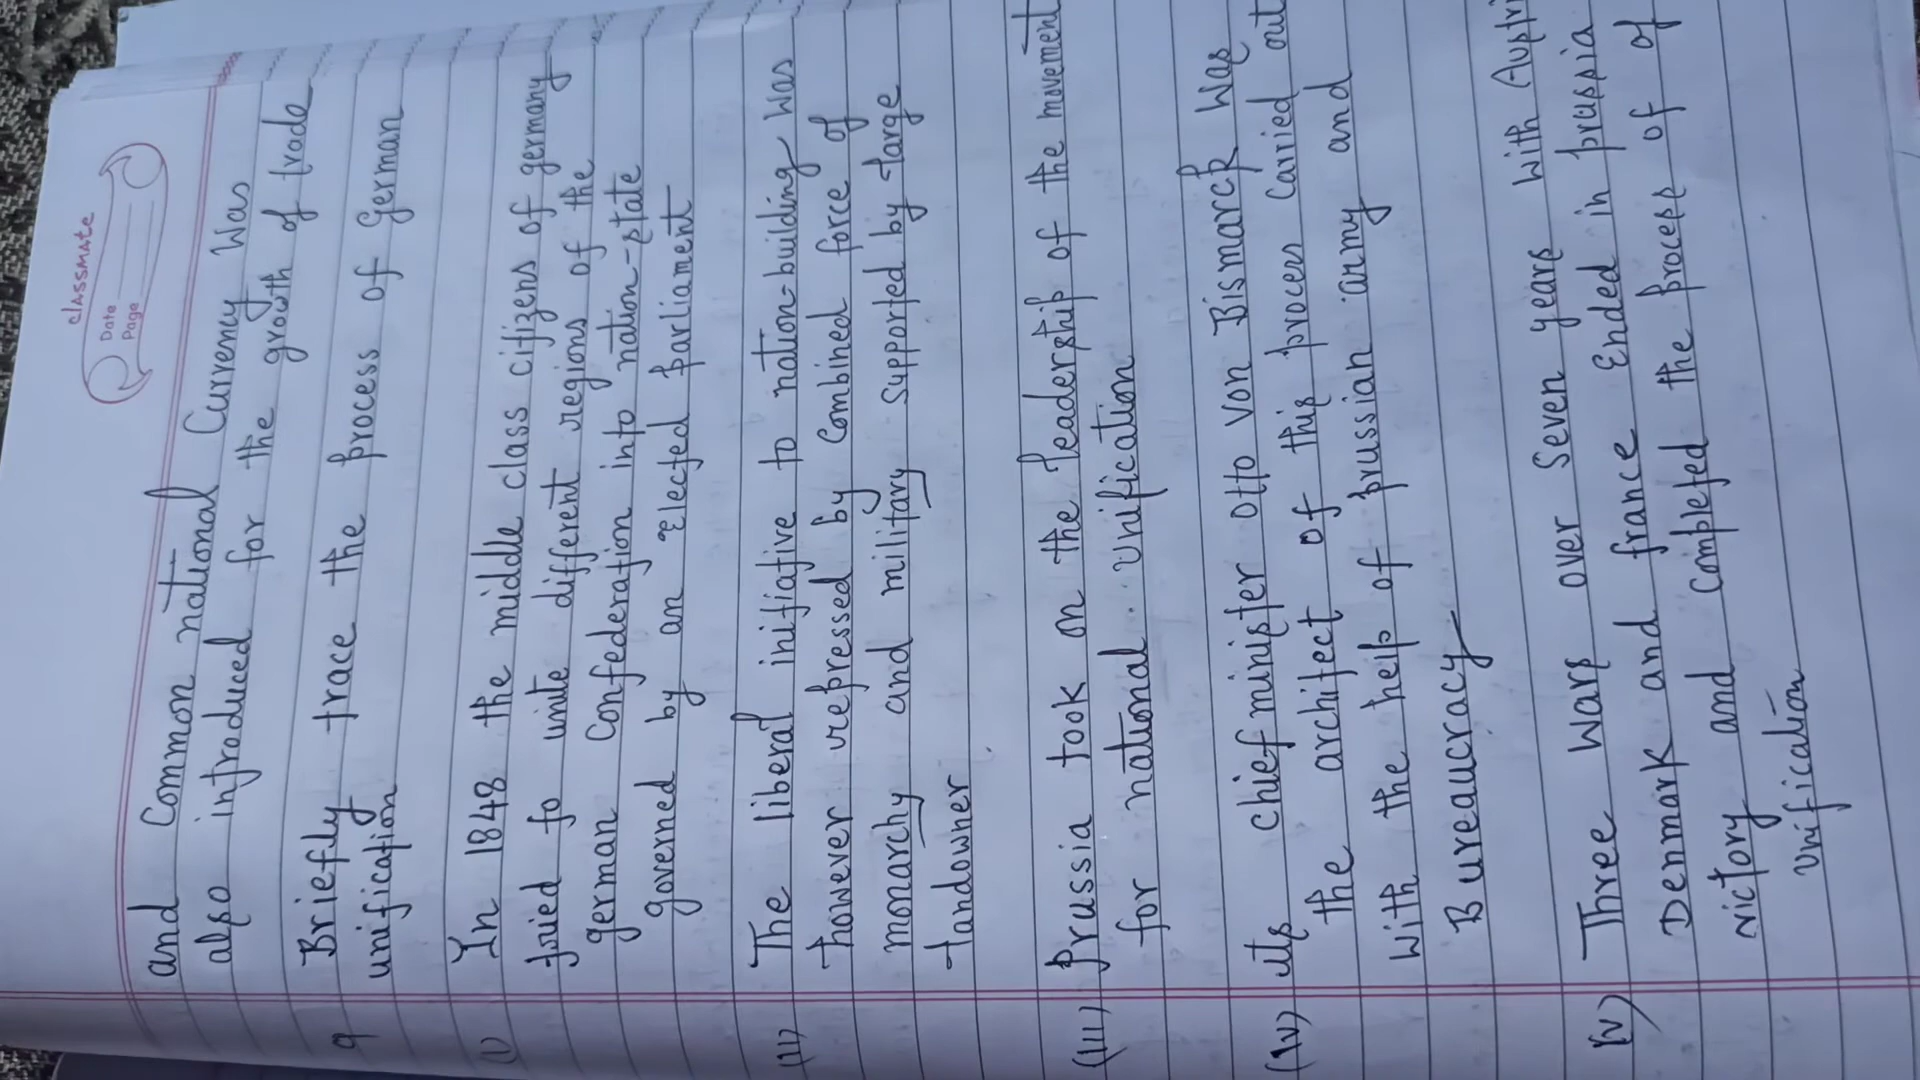 classmate
Date
Page
and Common national Currency Was
also introduced for the growth of trade
9 Briefly trace the process of German
unification
(i) In 1848 the middle class citizens of germany
tried to unite different regions of the
german Confederation into nation-state
governed by an Elected parliament
(ii) The liberal initiative to nation-building Was
however repressed by Combined force of
monarchy and military supported by large
landowner
(iii) Prussia took on the leadership of the movement
for national unification
(iv) its chief minister otto von Bismarck Was
the architect of this process Carried out
with the help of prussian army and
Bureaucracy
(v) Three Wars over Seven years With Austri
Denmark and france Ended in prussia
victory and Completed the process of of
Unification